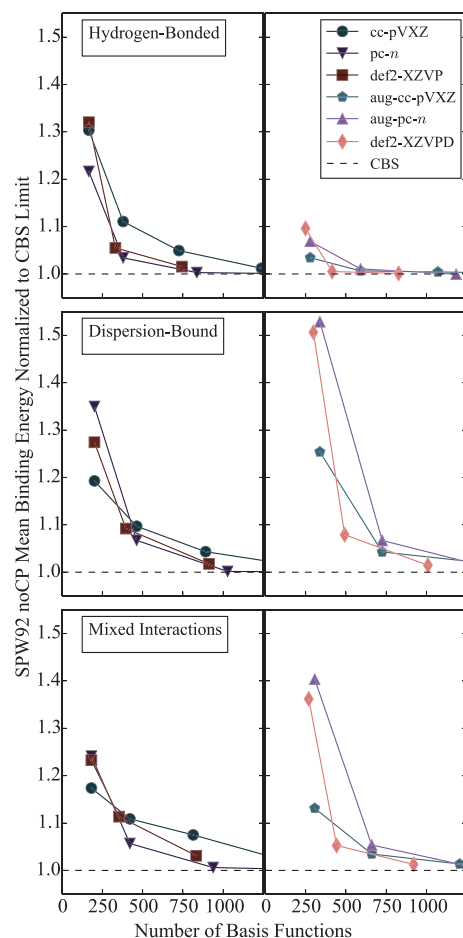 SPW92 noCP Mean Binding Energy Normalized to CBS Limit
Hydrogen-Bonded
1.5
1.4
1.3
1.2
1.1
1.0
cc-pVXZ
pc-n
def2-XZVP
aug-cc-pVXZ
aug-pc-n
def2-XZVPD
CBS
Dispersion-Bound
1.5
1.4
1.3
1.2
1.1
1.0
Mixed Interactions
1.5
1.4
1.3
1.2
1.1
1.0
0 250 500 750 1000
0 250 500 750 1000
Number of Basis Functions